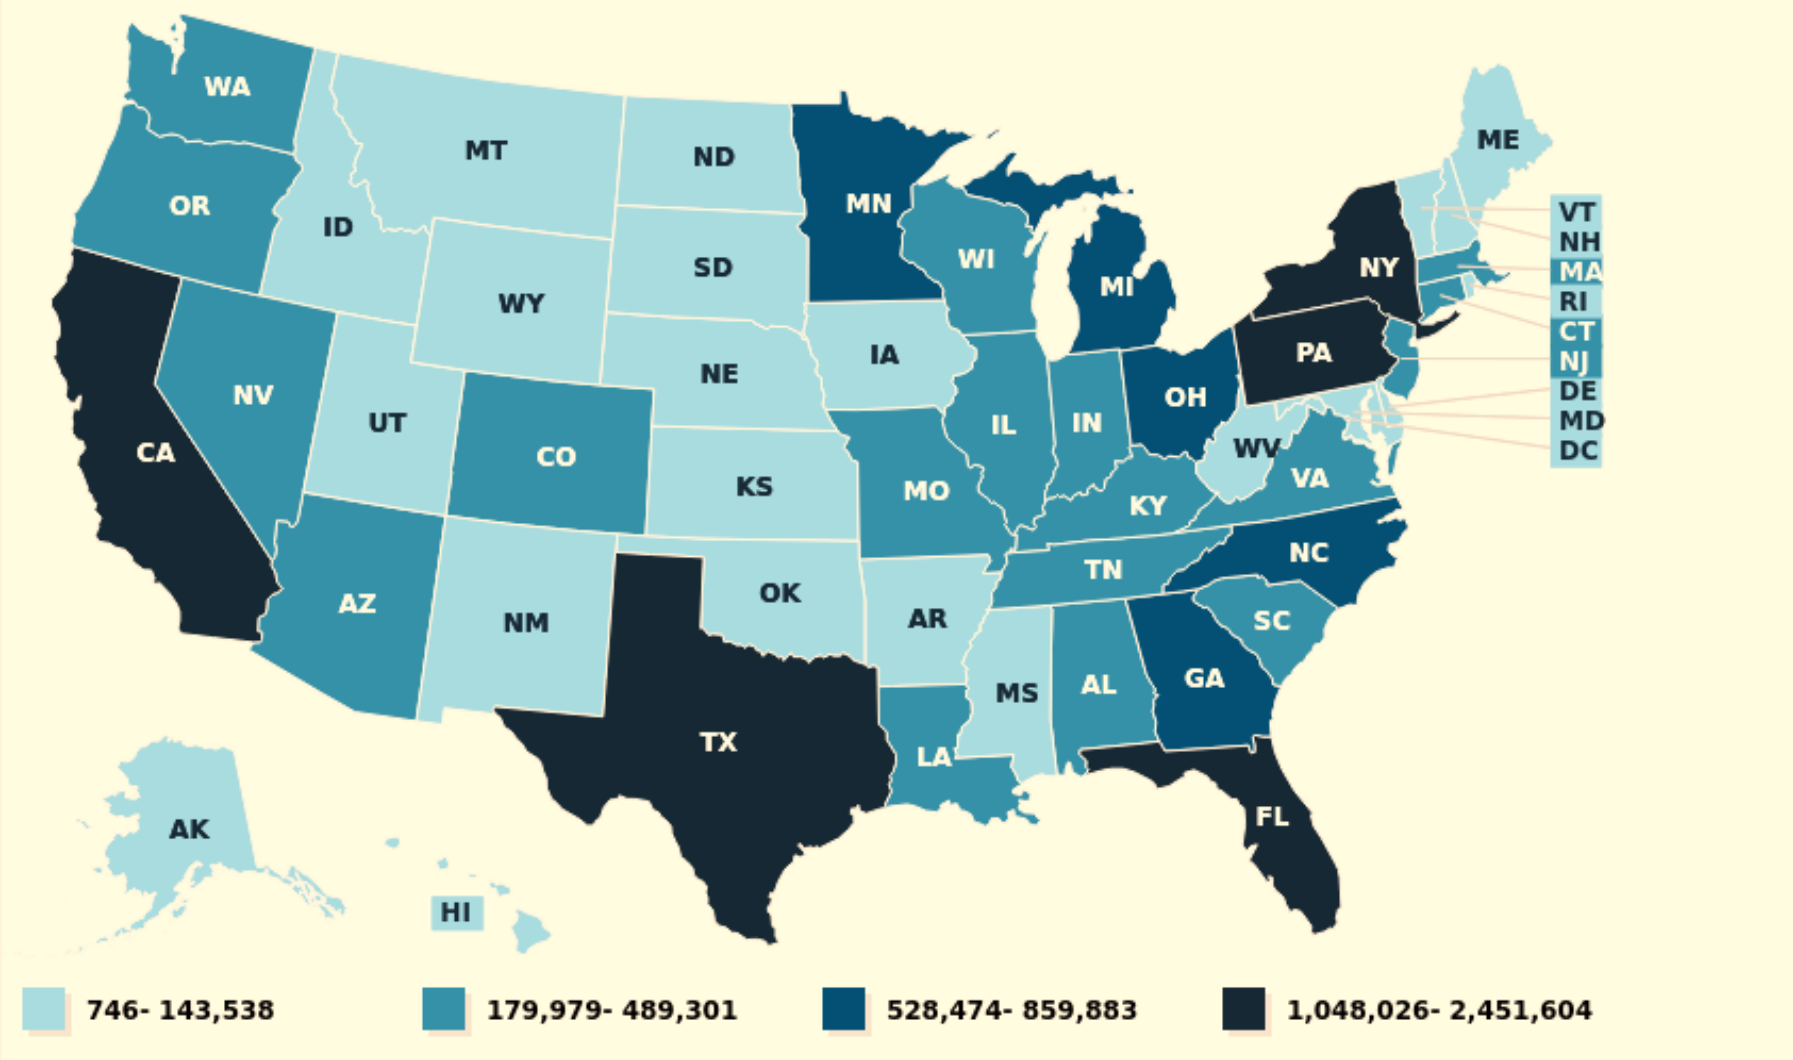 WA
MT
ND
ME
OR
ID
MN
VT
NH
SD
WI
NY
MA
WY
MI
RI
CT
IA
PA
NJ
NE
NV
OH
DE
UT
IL
IN
MD
CA
CO
WV
DC
KS
MO
VA
KY
NC
TN
AZ
OK
NM
AR
SC
MS
AL
GA
TX
LA
FL
AK
HI
746- 143,538
179,979- 489,301
528,474- 859,883
1,048,026- 2,451,604